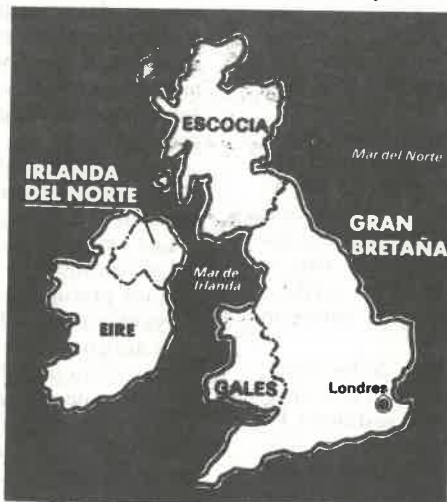 ESCOCIA
Mar del Norte
IRLANDA
DEL NORTE
GRAN
BRETAÑA
Mar de
Irlanda
EIRE
GALES
Londres